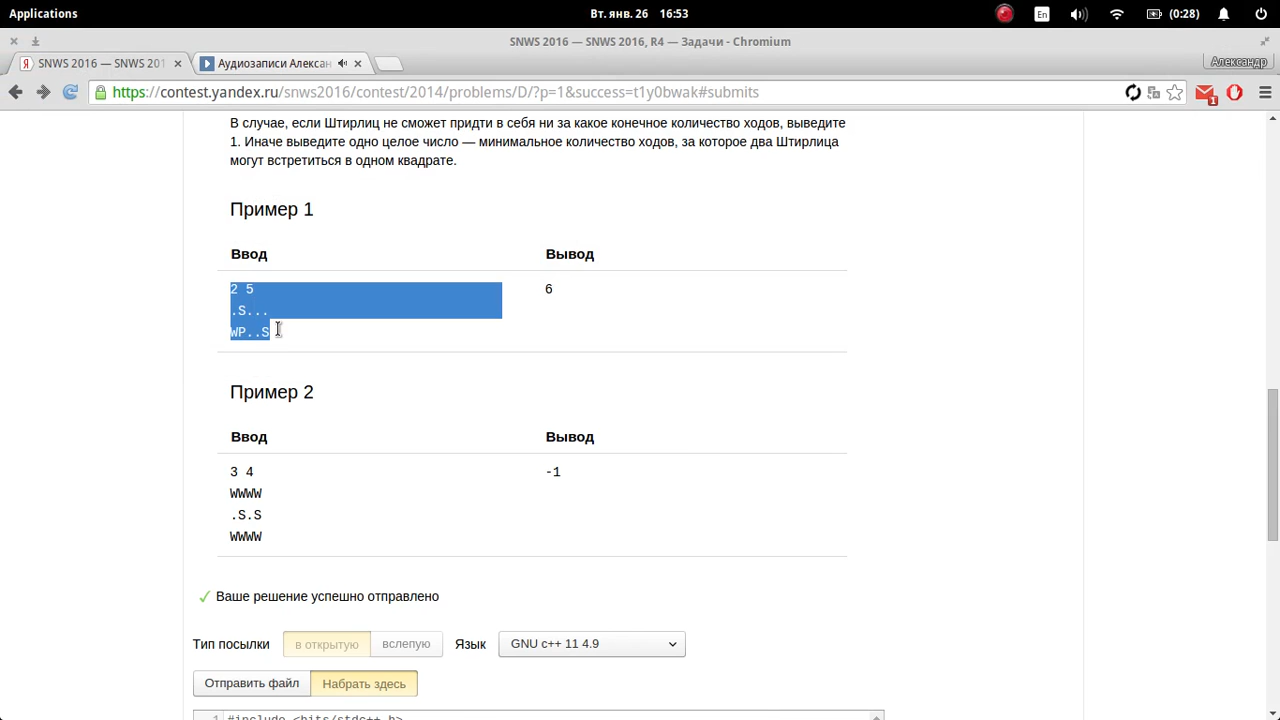 Applications
Вт. янв. 26 16:53
En
(0:28)
SNWS 2016 — SNWS 2016, R4 — Задачи - Chromium
SNWS 2016 — SNWS 201
Аудиозаписи Алексан
Александр
https://contest.yandex.ru/snws2016/contest/2014/problems/D/?p=1&success=t1y0bwak#submits
1
В случае, если Штирлиц не сможет придти в себя ни за какое конечное количество ходов, выведите
1. Иначе выведите одно целое число — минимальное количество ходов, за которое два Штирлица
могут встретиться в одном квадрате.
Пример 1
Ввод Вывод
2 5 6
.S...
WP..S
Пример 2
Ввод Вывод
3 4 -1
WWWW
.S.S
WWWW
✓ Ваше решение успешно отправлено
Тип посылки в открытую вслепую Язык GNU c++ 11 4.9
Отправить файл Набрать здесь
1 #include <bits/stdc++.h>